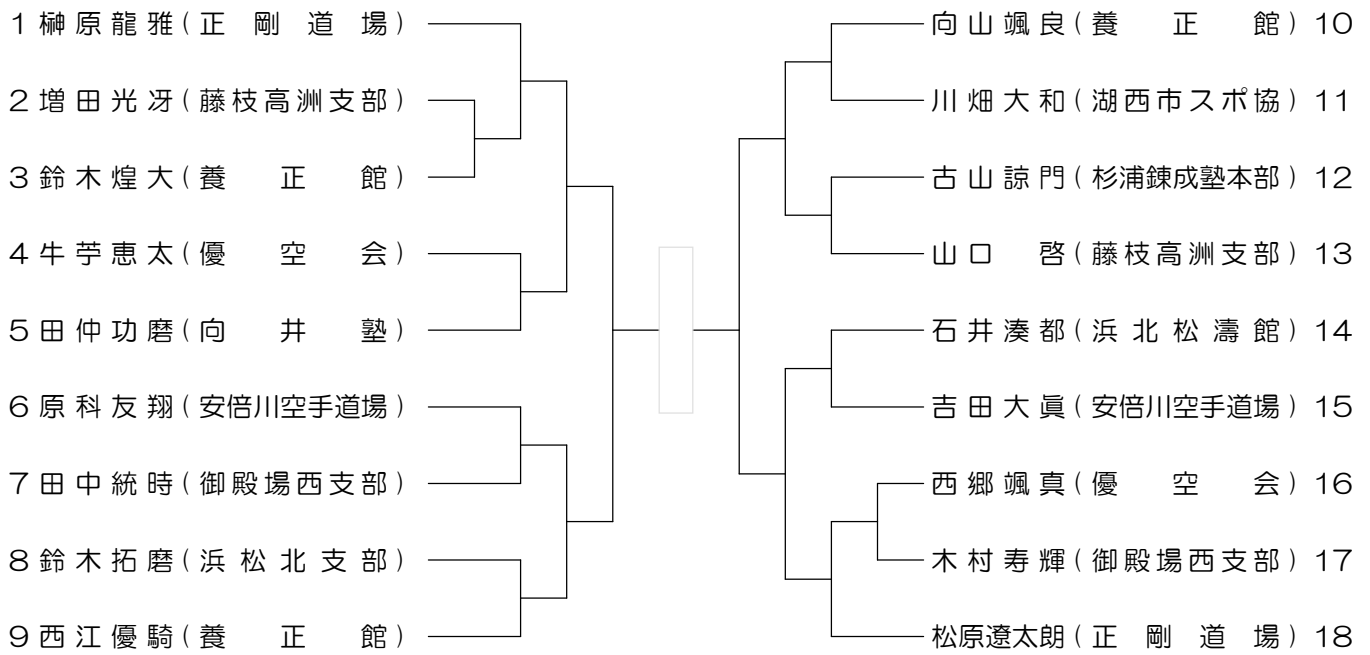 1 榊原龍雅(正剛道場)
2 増田光冴(藤枝高洲支部)
3 鈴木煌大(養正館)
4 牛苧恵太(優空会)
5 田仲功磨(向井塾)
6 原科友翔(安倍川空手道場)
7 田中統時(御殿場西支部)
8 鈴木拓磨(浜松北支部)
9 西江優騎(養正館)
向山颯良(養正館) 10
川畑大和(湖西市スポ協) 11
古山諒門(杉浦錬成塾本部) 12
山口啓(藤枝高洲支部) 13
石井湊都(浜北松濤館) 14
吉田大眞(安倍川空手道場) 15
西郷颯真(優空会) 16
木村寿輝(御殿場西支部) 17
松原遼太朗(正剛道場) 18